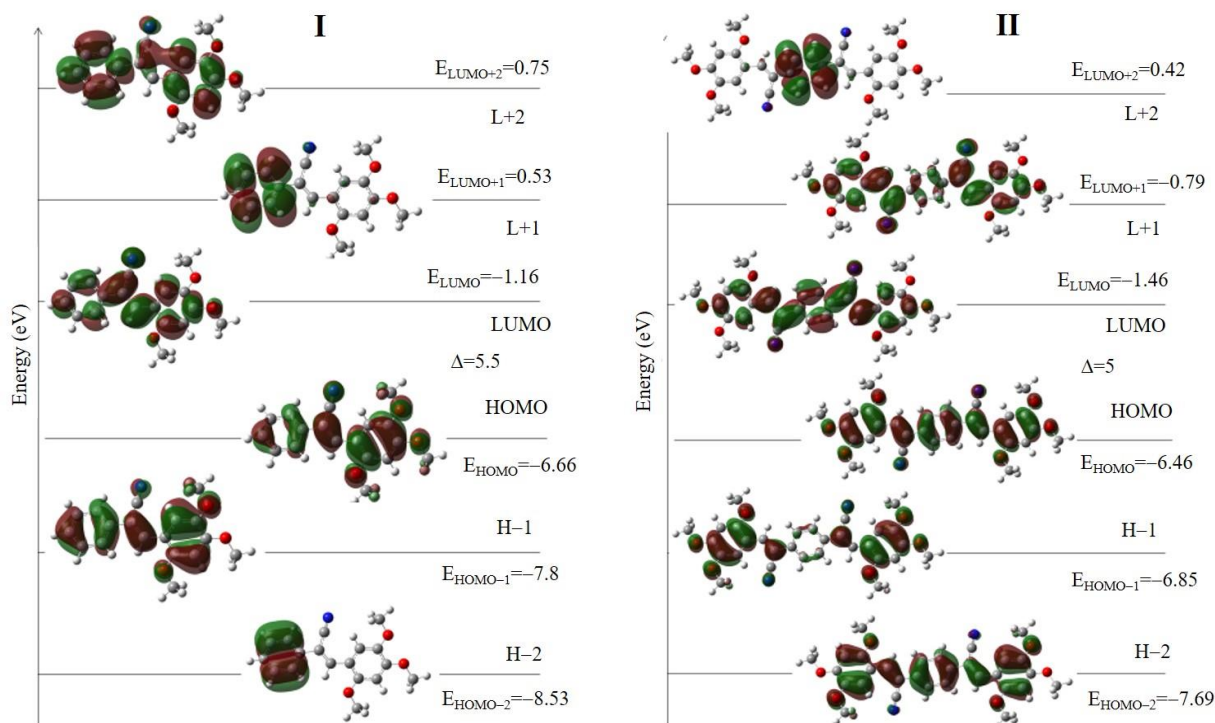 I
Energy (eV)
E_LUMO+2=0.75
L+2
E_LUMO+1=0.53
L+1
E_LUMO=−1.16
LUMO
Δ=5.5
HOMO
E_HOMO=−6.66
H−1
E_HOMO−1=−7.8
H−2
E_HOMO−2=−8.53
II
Energy (eV)
E_LUMO+2=0.42
L+2
E_LUMO+1=−0.79
L+1
E_LUMO=−1.46
LUMO
Δ=5
HOMO
E_HOMO=−6.46
H−1
E_HOMO−1=−6.85
H−2
E_HOMO−2=−7.69